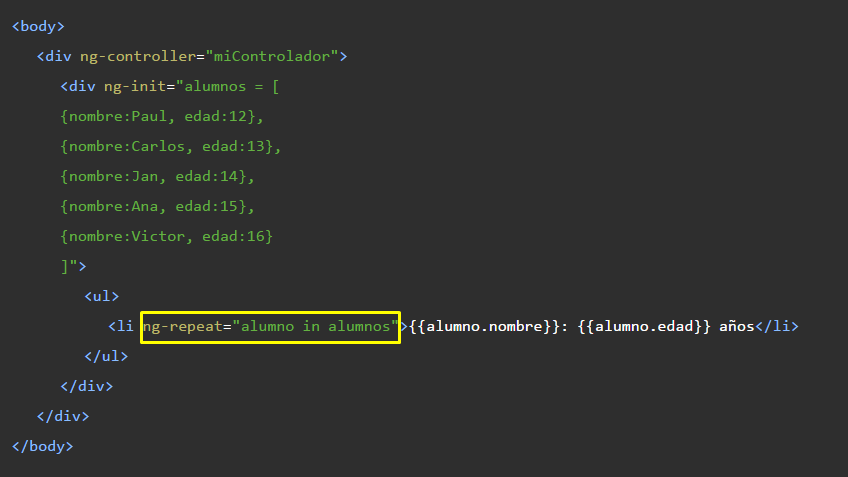 <body>
<div ng-controller="miControlador">
<div ng-init="alumnos = [
{nombre:Paul, edad:12},
{nombre:Carlos, edad:13},
{nombre:Jan, edad:14},
{nombre:Ana, edad:15},
{nombre:Victor, edad:16}
]">
<ul>
<li ng-repeat="alumno in alumnos">{{alumno.nombre}}: {{alumno.edad}} años</li>
</ul>
</div>
</div>
</body>